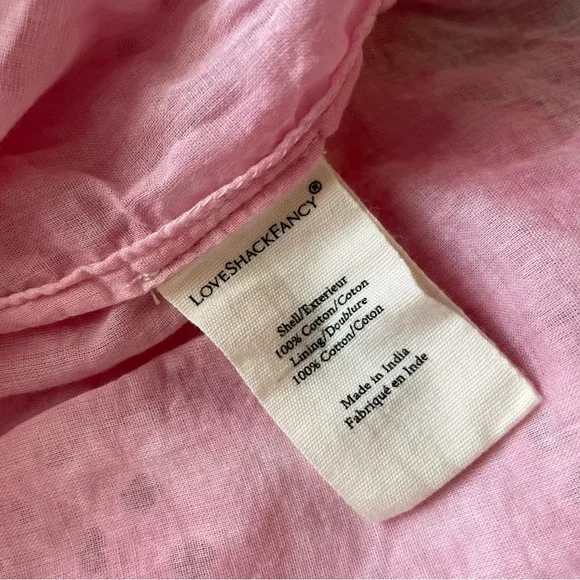 LOVESHACKFANCY®
Shell/Exterieur
100% Cotton/Coton
Lining/Doublure
100% Cotton/Coton
Made in India
Fabriqué en Inde